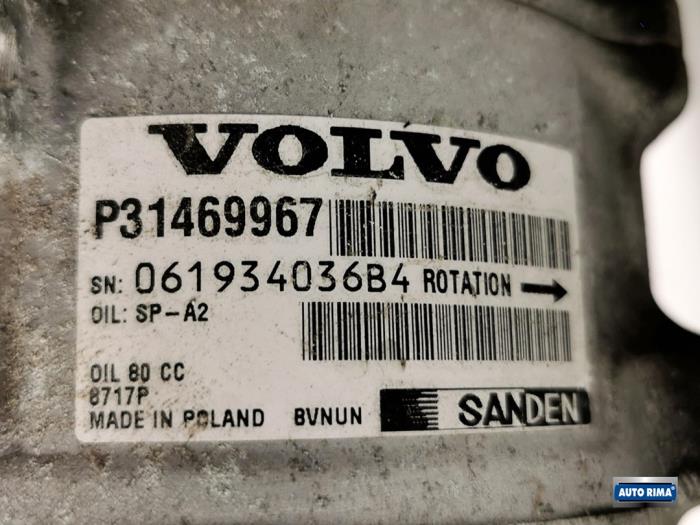 VOLVO
P31469967
SN: 061934036B4 ROTATION →
OIL: SP-A2
OIL 80 CC
8717P
MADE IN POLAND BVNUN SANDEN
AUTO RIMA